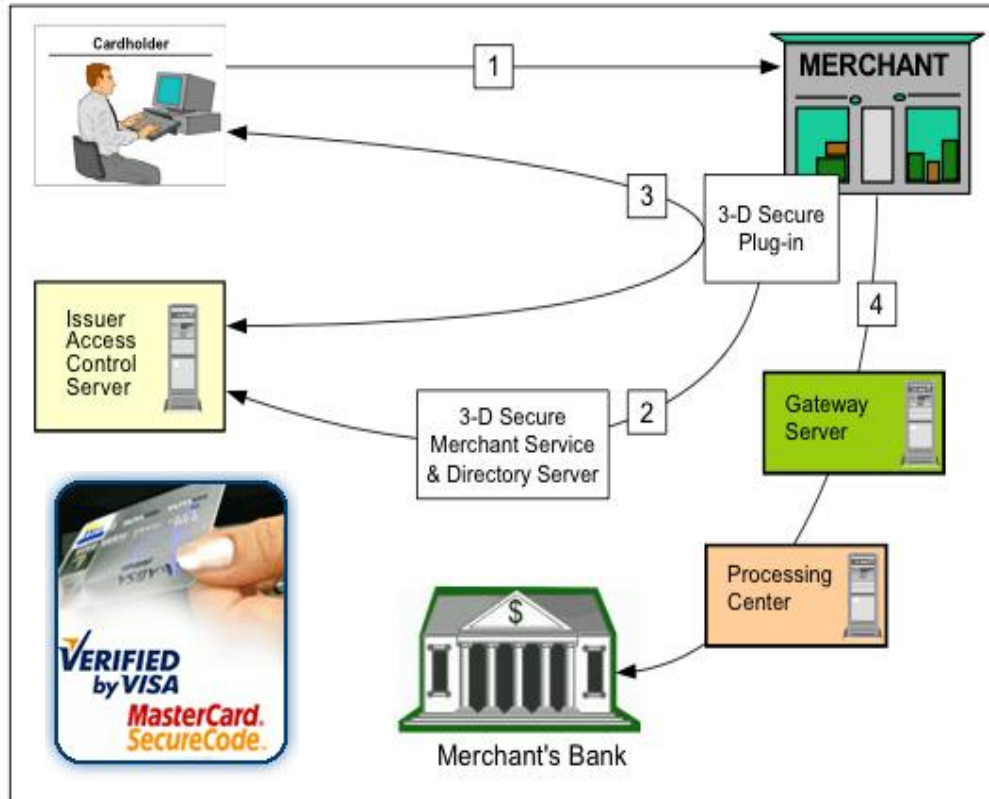 Cardholder
1
MERCHANT
3
3-D Secure
Plug-in
4
Issuer
Access
Control
Server
2
3-D Secure
Merchant Service
& Directory Server
Gateway
Server
Processing
Center
VERIFIED
by VISA
MasterCard.
SecureCode.
$
Merchant's Bank